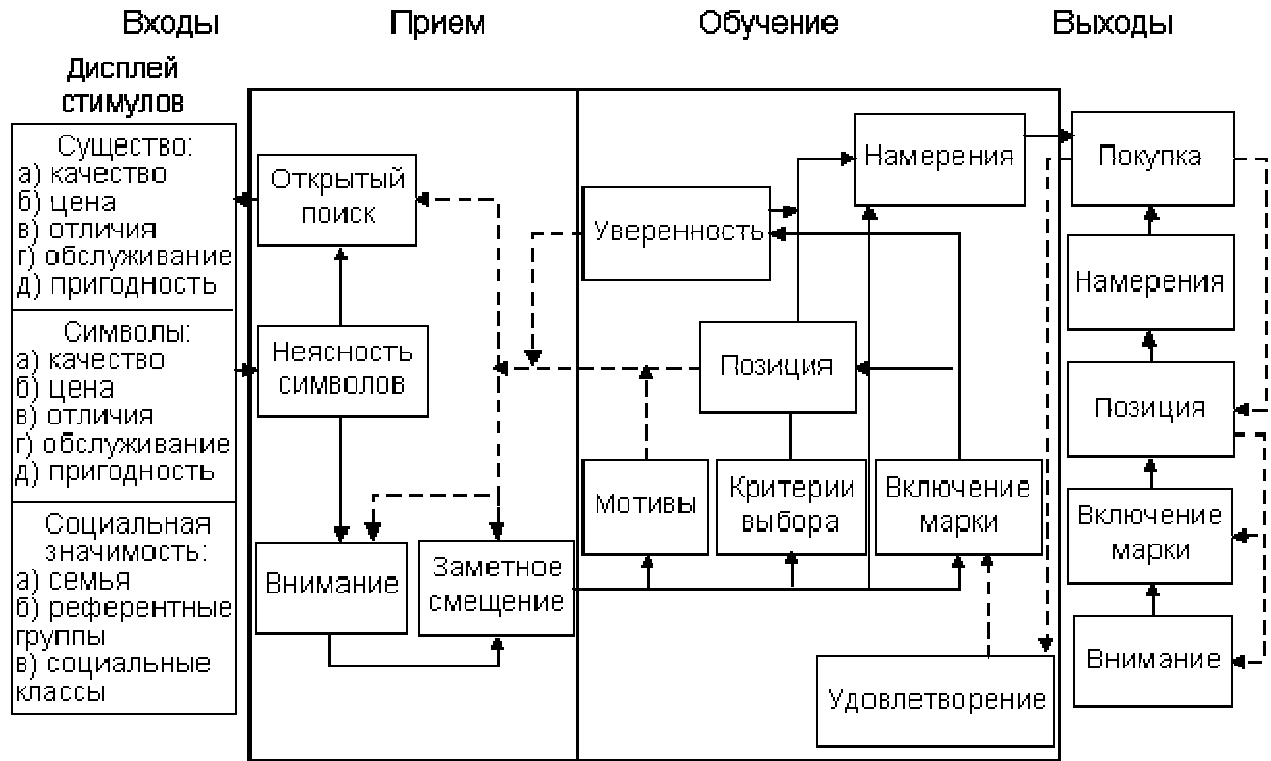 Входы
Прием
Обучение
Выходы
Дисплей
стимулов
Существо:
а) качество
б) цена
в) отличия
г) обслуживание
д) пригодность
Символы:
а) качество
б) цена
в) отличия
г) обслуживание
д) пригодность
Социальная
значимость:
а) семья
б) референтные
группы
в) социальные
классы
Открытый
поиск
Неясность
символов
Внимание
Заметное
смещение
Намерения
Уверенность
Позиция
Мотивы
Критерии
выбора
Включение
марки
Удовлетворение
Покупка
Намерения
Позиция
Включение
марки
Внимание